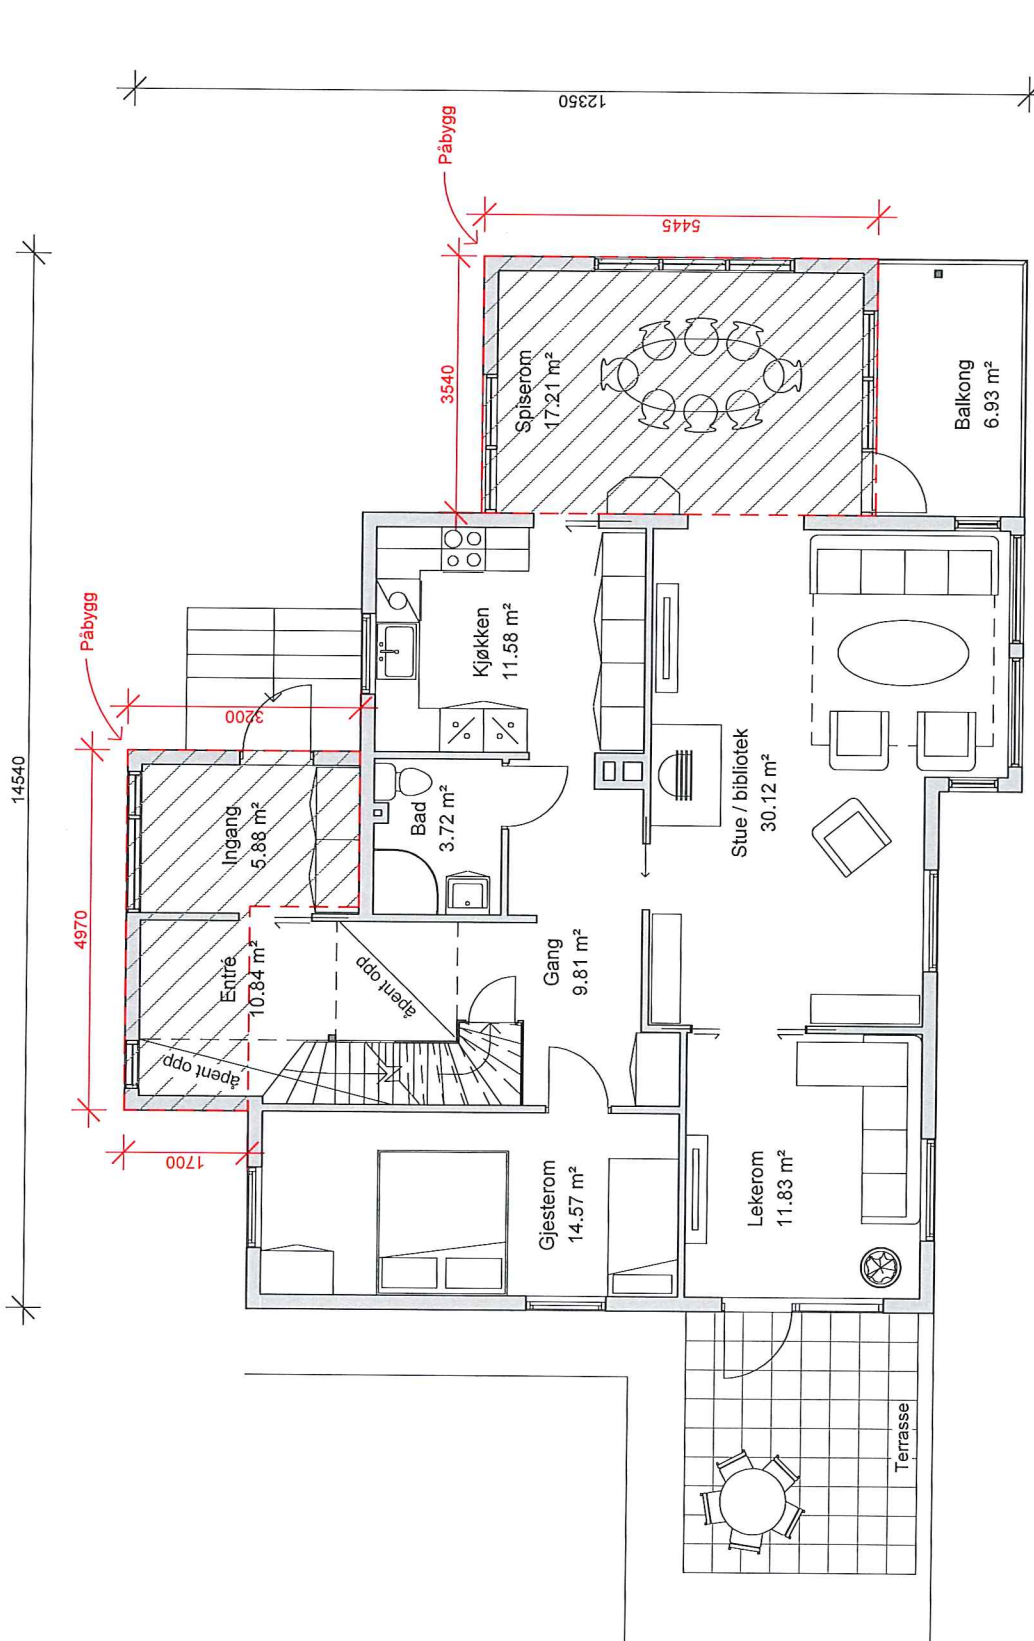 12350
Påbygg
5445
14540
3540
Spiserom
17.21 m²
Balkong
6.93 m²
Påbygg
3200
Kjøkken
11.58 m²
4970
Ingang
5.88 m²
Bad
3.72 m²
Stue / bibliotek
30.12 m²
Entré
10.84 m²
åpent opp
åpent opp
Gang
9.81 m²
1700
Gjesterom
14.57 m²
Lekerom
11.83 m²
Terrasse